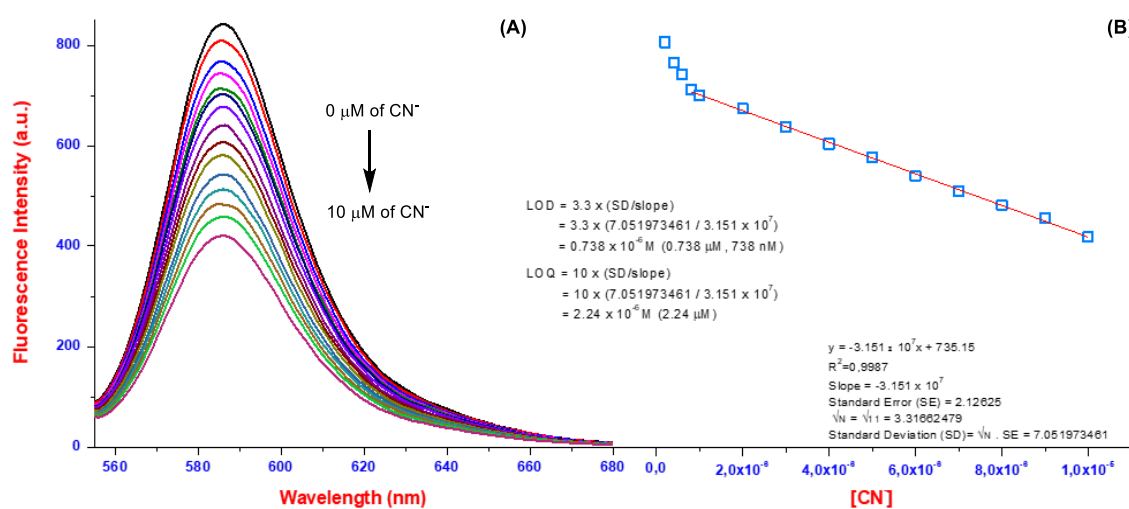 (A)
Fluorescence Intensity (a.u.)
800
600
400
200
0
0 μM of CN⁻
10 μM of CN⁻
560
580
600
620
640
660
680
Wavelength (nm)
(B)
LOD = 3.3 x (SD/slope)
= 3.3 x (7.051973461 / 3.151 x 10⁷)
= 0.738 x 10⁻⁶ M (0.738 μM , 738 nM)
LOQ = 10 x (SD/slope)
= 10 x (7.051973461 / 3.151 x 10⁷)
= 2.24 x 10⁻⁶ M (2.24 μM)
y = -3.151 x 10⁷x + 735.15
R²=0,9987
Slope = -3.151 x 10⁷
Standard Error (SE) = 2.12625
√N = √11 = 3.31662479
Standard Deviation (SD)= √N . SE = 7.051973461
0,0
2,0x10⁻⁶
4,0x10⁻⁶
6,0x10⁻⁶
8,0x10⁻⁶
1,0x10⁻⁵
[CN]